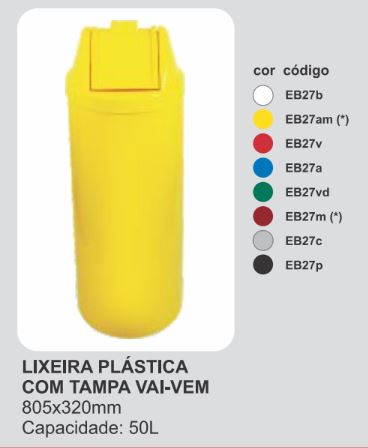 cor código
EB27b
EB27am (*)
EB27v
EB27a
EB27vd
EB27m (*)
EB27c
EB27p
LIXEIRA PLÁSTICA
COM TAMPA VAI-VEM
805x320mm
Capacidade: 50L